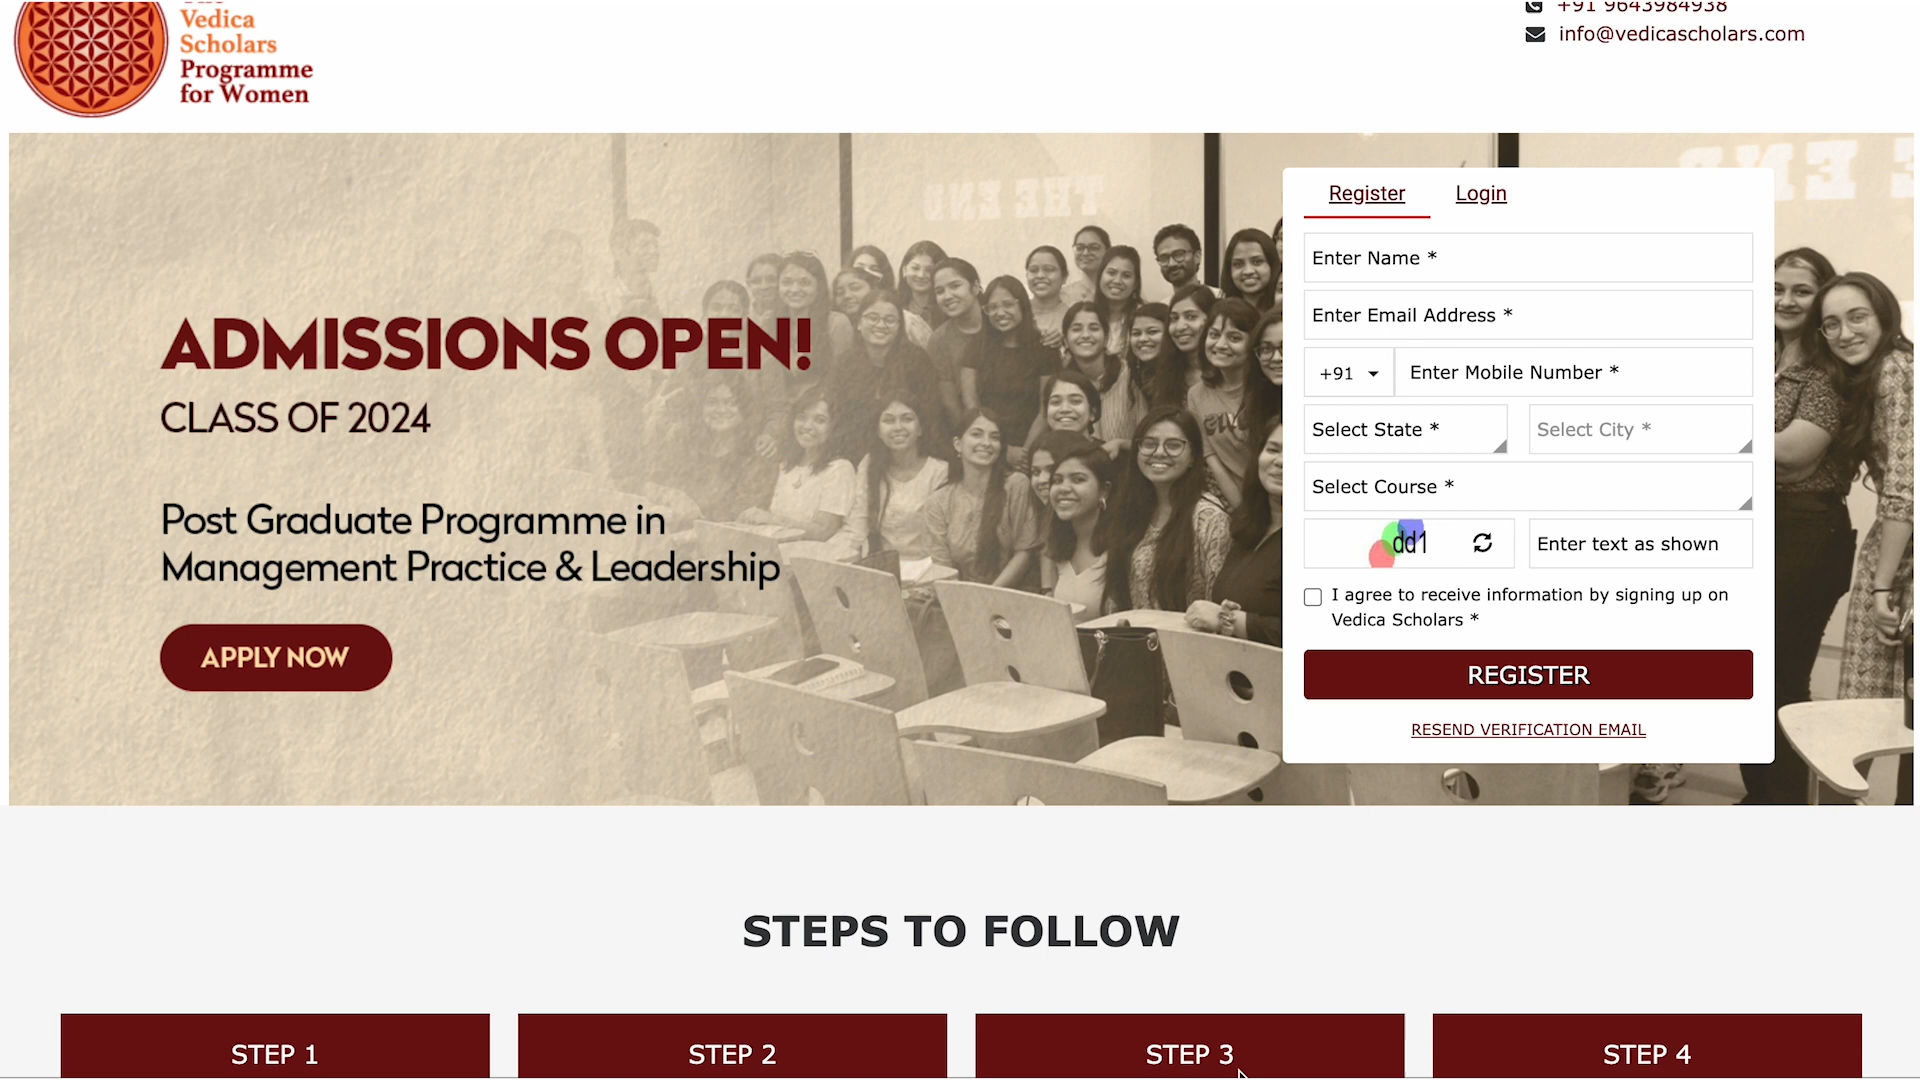 Vedica
Scholars
Programme
for Women
+91 9643984938
info@vedicascholars.com
Register
Login
Enter Name *
Enter Email Address *
+91
Enter Mobile Number *
Select State *
Select City *
Select Course *
dd1
Enter text as shown
I agree to receive information by signing up on
Vedica Scholars *
REGISTER
RESEND VERIFICATION EMAIL
THE END
ADMISSIONS OPEN!
CLASS OF 2024
Post Graduate Programme in
Management Practice & Leadership
APPLY NOW
STEPS TO FOLLOW
STEP 1
STEP 2
STEP 3
STEP 4